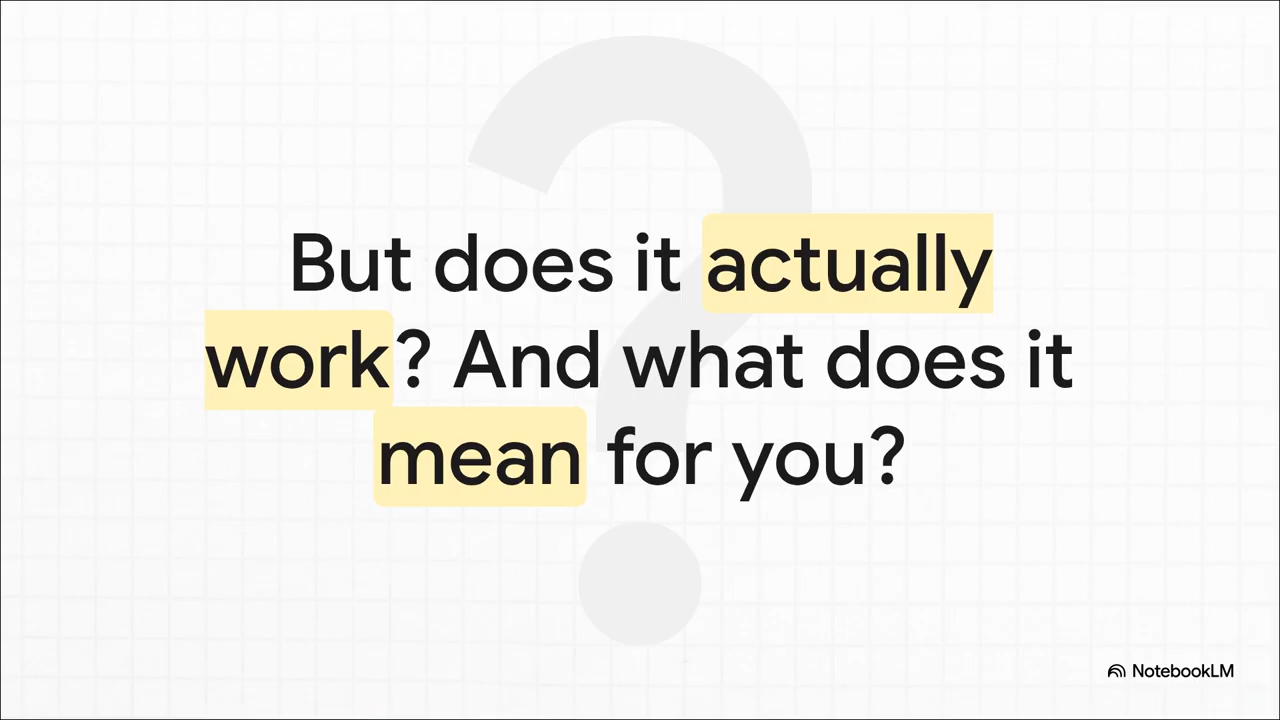 But does it actually
work? And what does it
mean for you?
NotebookLM